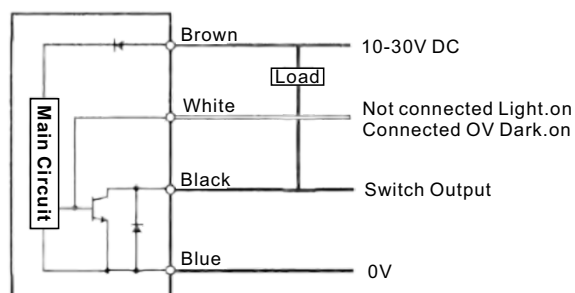 Brown
10-30V DC
Load
White
Not connected Light.on
Connected OV Dark.on
Main Circuit
Black
Switch Output
Blue
0V